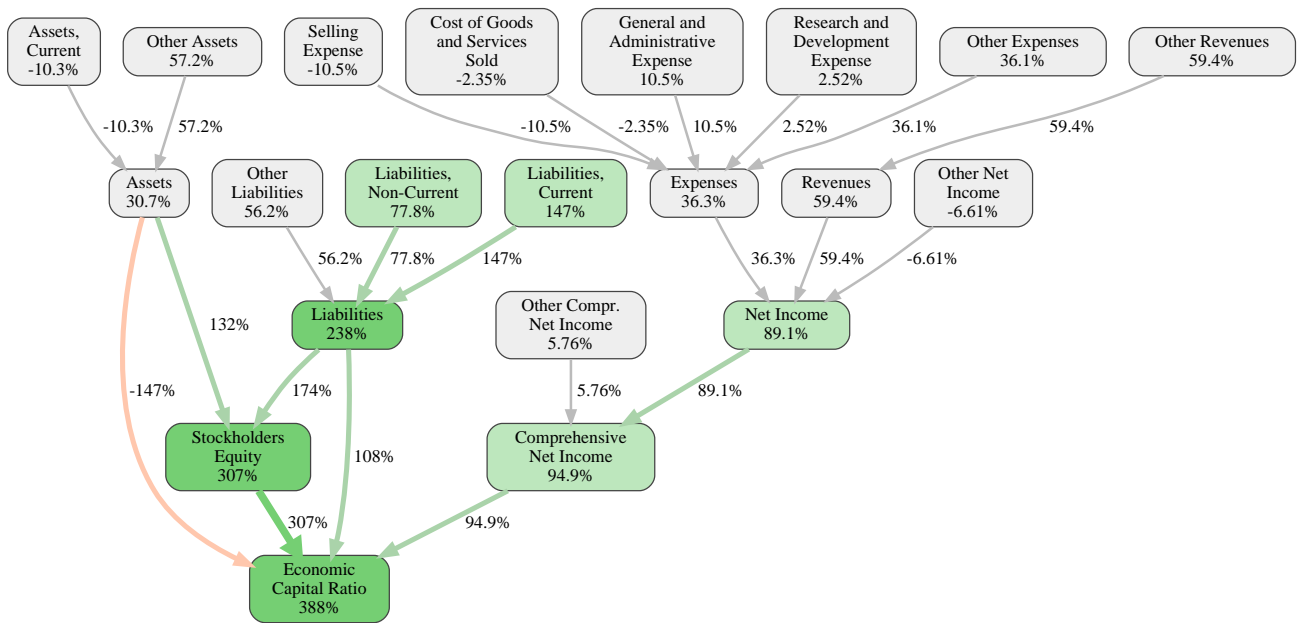 Assets,
Current
-10.3%
Other Assets
57.2%
Selling
Expense
-10.5%
Cost of Goods
and Services
Sold
-2.35%
General and
Administrative
Expense
10.5%
Research and
Development
Expense
2.52%
Other Expenses
36.1%
Other Revenues
59.4%
-10.3%
57.2%
-10.5%
-2.35%
10.5%
2.52%
36.1%
59.4%
Assets
30.7%
Other
Liabilities
56.2%
Liabilities,
Non-Current
77.8%
Liabilities,
Current
147%
Expenses
36.3%
Revenues
59.4%
Other Net
Income
-6.61%
56.2%
77.8%
147%
36.3%
59.4%
-6.61%
Liabilities
238%
Other Compr.
Net Income
5.76%
Net Income
89.1%
132%
-147%
174%
5.76%
89.1%
Stockholders
Equity
307%
108%
Comprehensive
Net Income
94.9%
307%
94.9%
Economic
Capital Ratio
388%